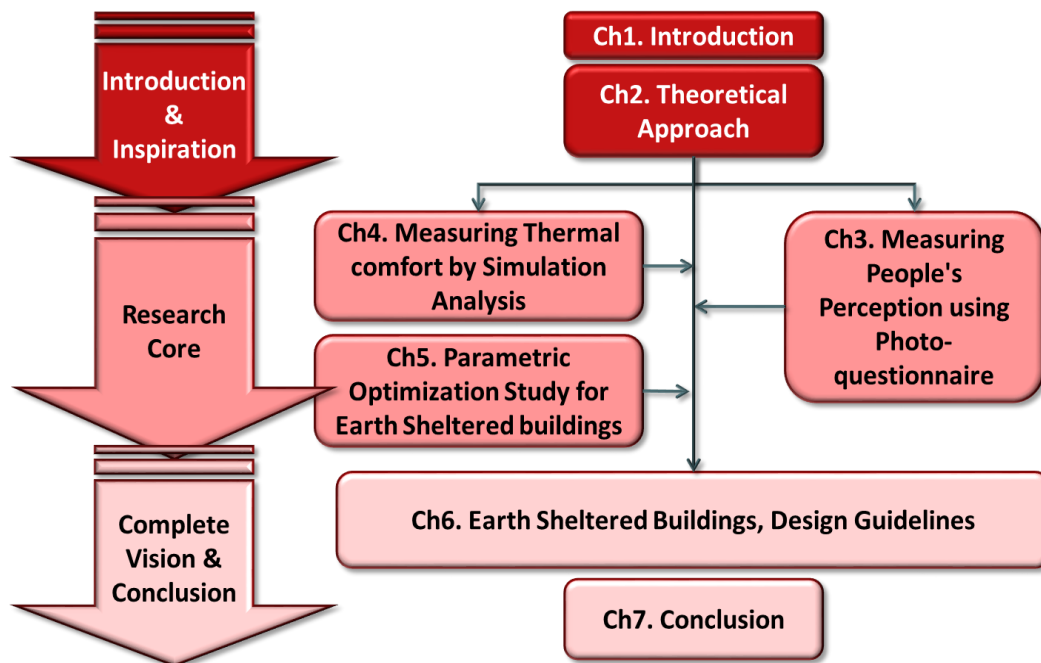 Introduction
&
Inspiration
Research
Core
Complete
Vision &
Conclusion
Ch1. Introduction
Ch2. Theoretical
Approach
Ch4. Measuring Thermal
comfort by Simulation
Analysis
Ch3. Measuring
People's
Perception using
Photo-
questionnaire
Ch5. Parametric
Optimization Study for
Earth Sheltered buildings
Ch6. Earth Sheltered Buildings, Design Guidelines
Ch7. Conclusion